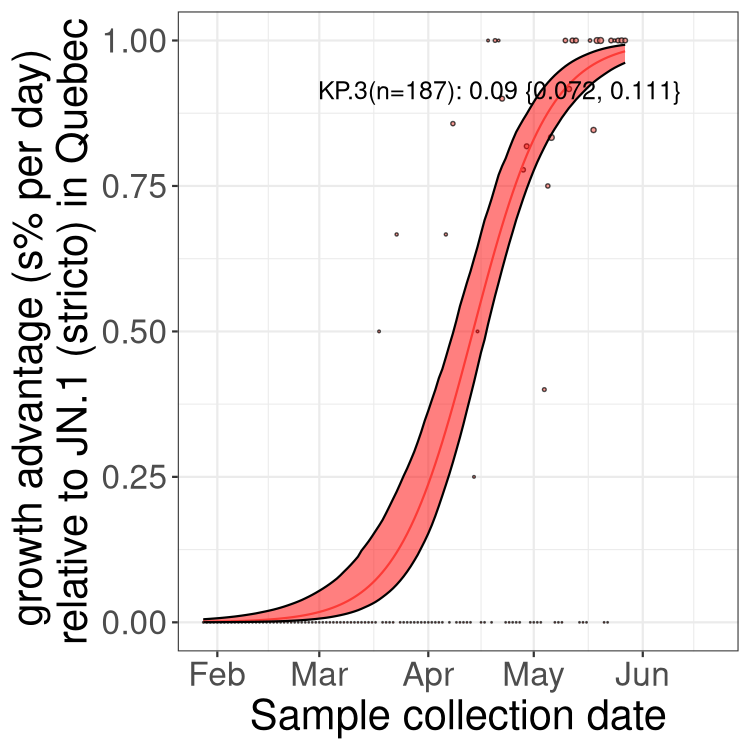 growth advantage (s% per day)
relative to JN.1 (stricto) in Quebec
1.00
0.75
0.50
0.25
0.00
KP.3(n=187): 0.09 {0.072, 0.111}
Feb Mar Apr May Jun
Sample collection date